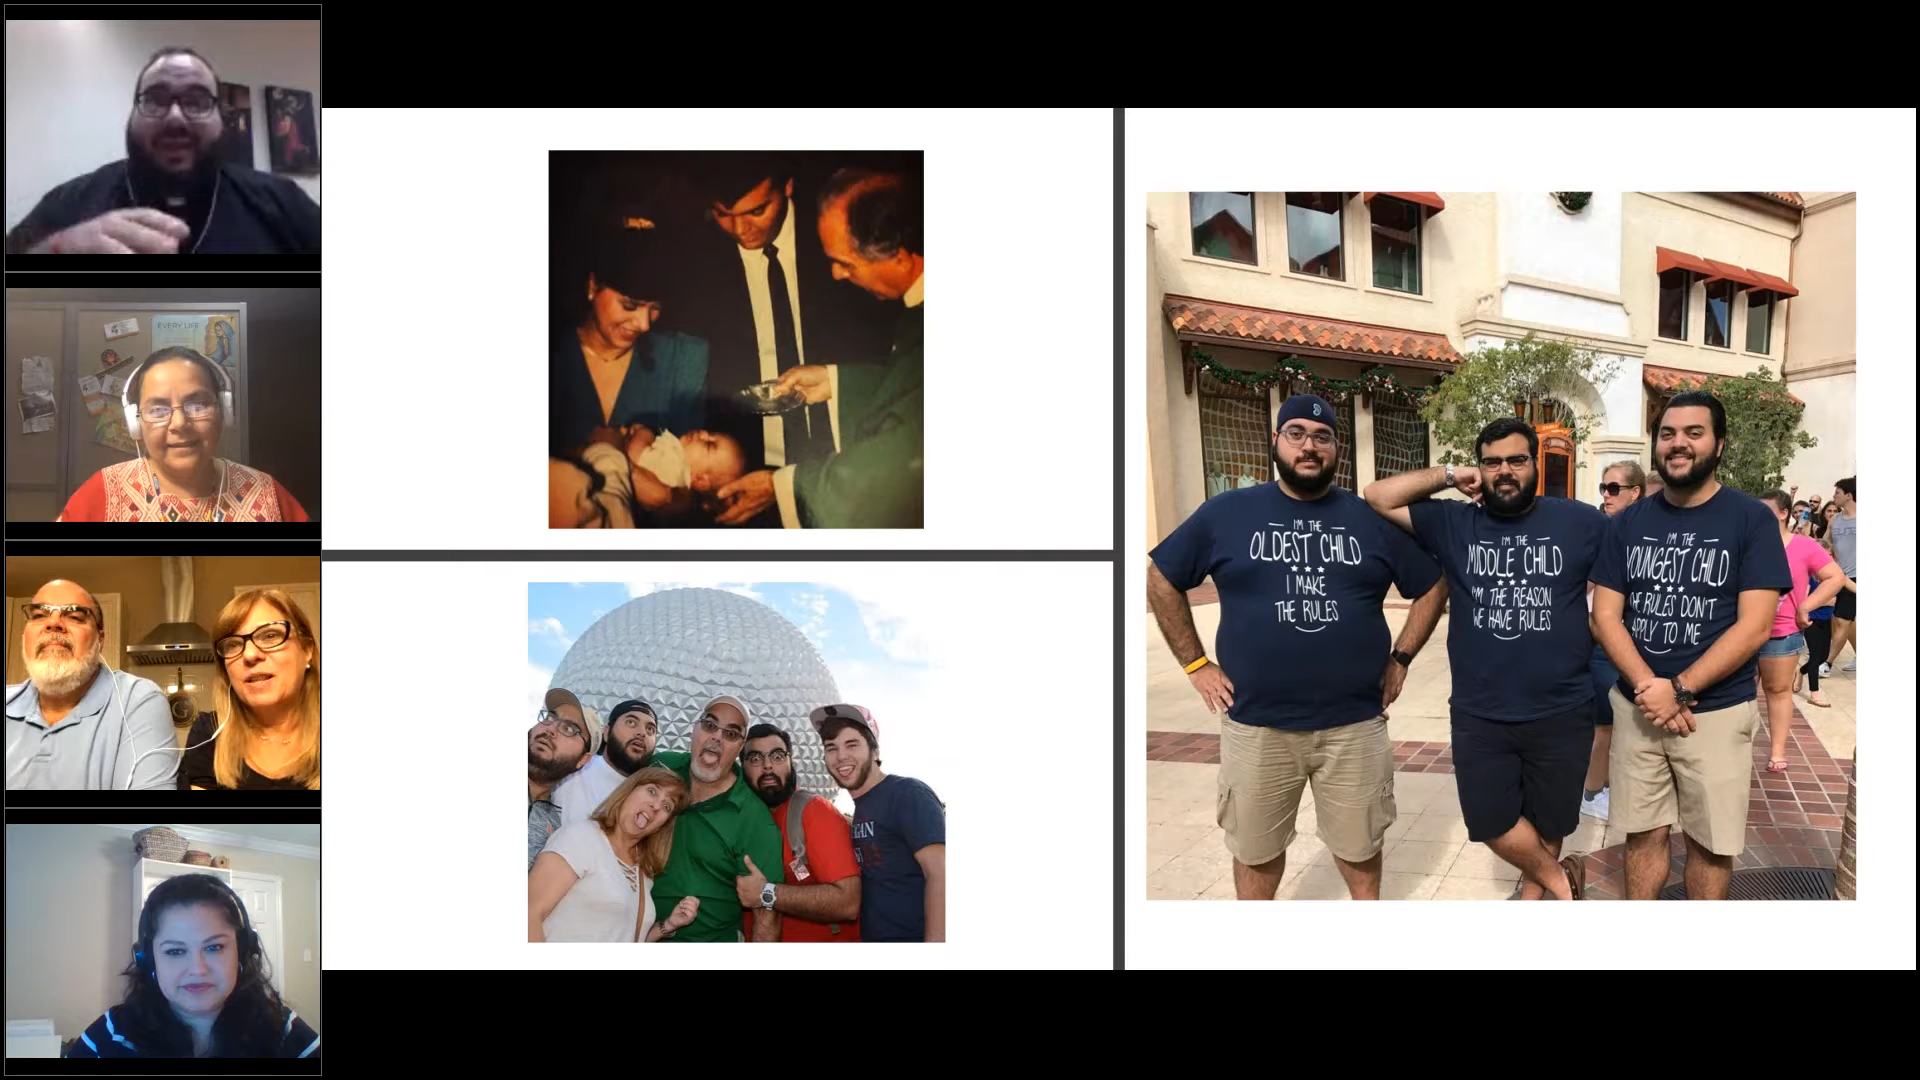 EVERY LIFE
I'M THE
OLDEST CHILD
I MAKE
THE RULES
I'M THE
MIDDLE CHILD
I'M THE REASON
WE HAVE RULES
I'M THE
YOUNGEST CHILD
THE RULES DON'T
APPLY TO ME